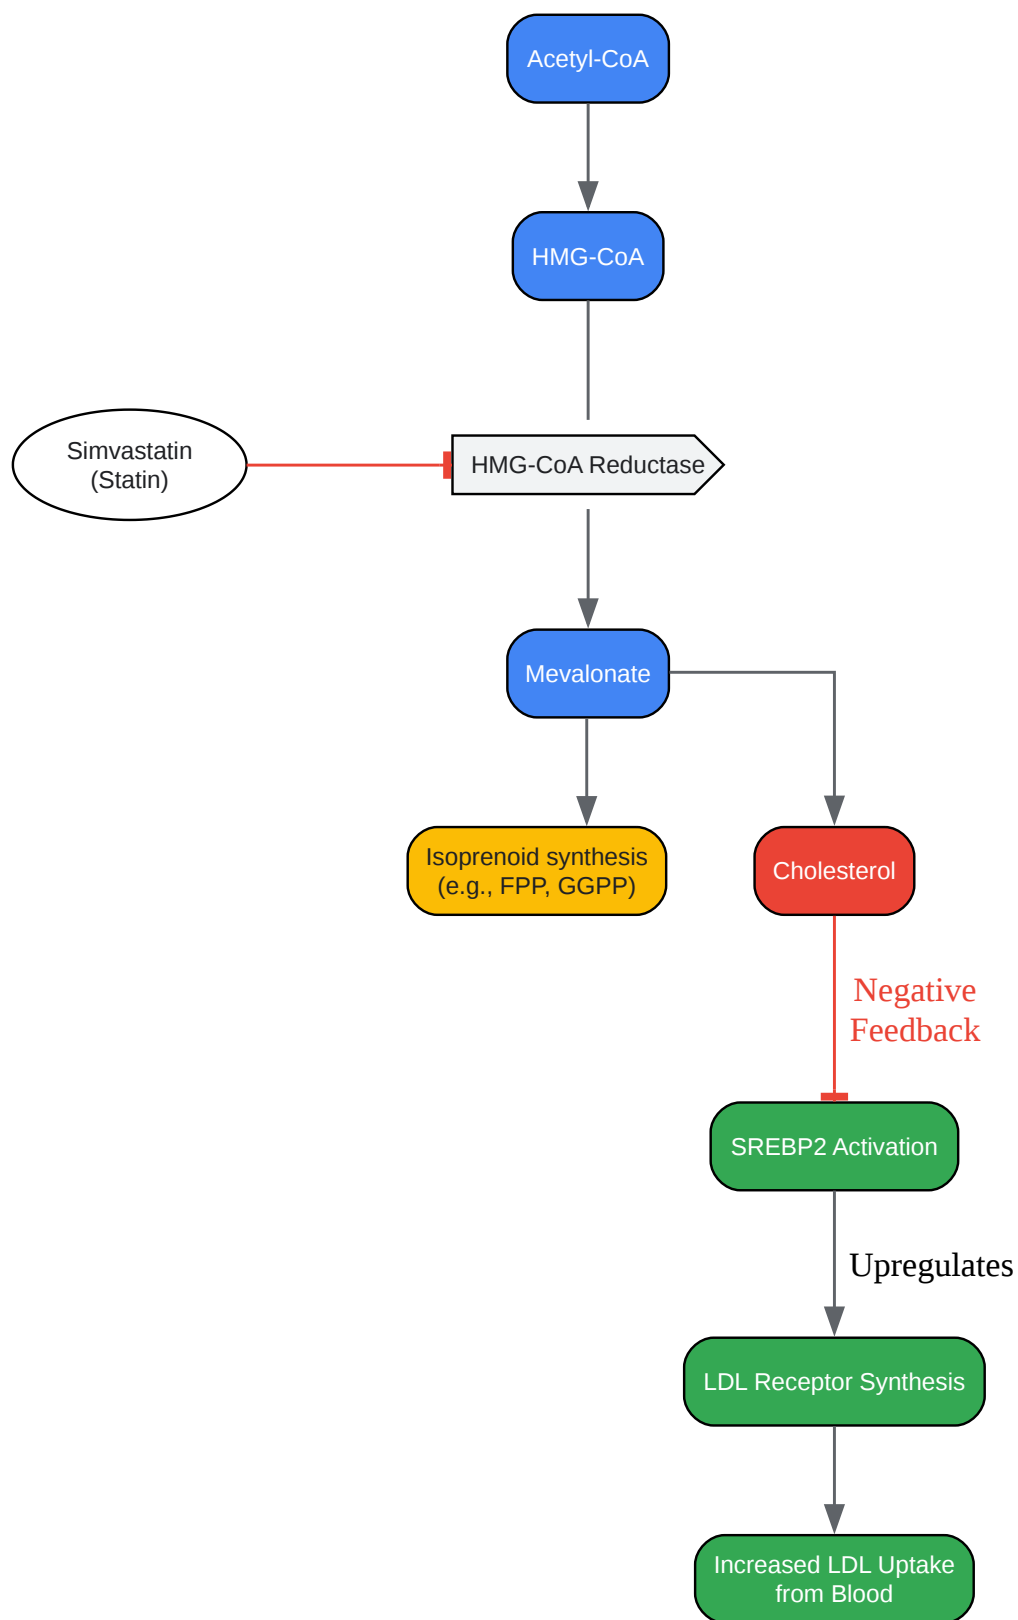 Acetyl-CoA
HMG-CoA
Simvastatin
(Statin)
HMG-CoA Reductase
Mevalonate
Isoprenoid synthesis
(e.g., FPP, GGPP)
Cholesterol
Negative
Feedback
SREBP2 Activation
Upregulates
LDL Receptor Synthesis
Increased LDL Uptake
from Blood